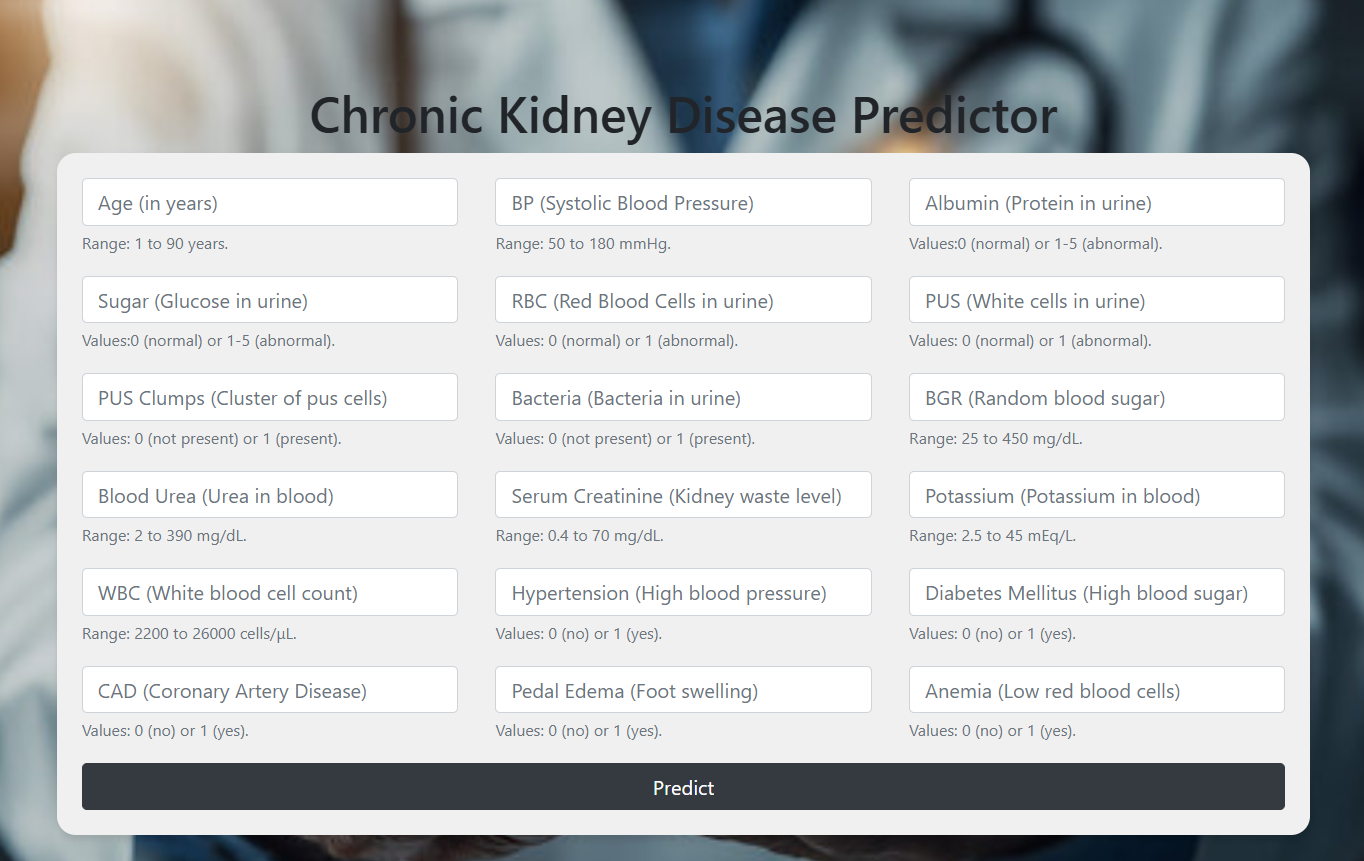 Chronic Kidney Disease Predictor
Age (in years)
BP (Systolic Blood Pressure)
Albumin (Protein in urine)
Range: 1 to 90 years.
Range: 50 to 180 mmHg.
Values:0 (normal) or 1-5 (abnormal).
Sugar (Glucose in urine)
RBC (Red Blood Cells in urine)
PUS (White cells in urine)
Values:0 (normal) or 1-5 (abnormal).
Values: 0 (normal) or 1 (abnormal).
Values: 0 (normal) or 1 (abnormal).
PUS Clumps (Cluster of pus cells)
Bacteria (Bacteria in urine)
BGR (Random blood sugar)
Values: 0 (not present) or 1 (present).
Values: 0 (not present) or 1 (present).
Range: 25 to 450 mg/dL.
Blood Urea (Urea in blood)
Serum Creatinine (Kidney waste level)
Potassium (Potassium in blood)
Range: 2 to 390 mg/dL.
Range: 0.4 to 70 mg/dL.
Range: 2.5 to 45 mEq/L.
WBC (White blood cell count)
Hypertension (High blood pressure)
Diabetes Mellitus (High blood sugar)
Range: 2200 to 26000 cells/μL.
Values: 0 (no) or 1 (yes).
Values: 0 (no) or 1 (yes).
CAD (Coronary Artery Disease)
Pedal Edema (Foot swelling)
Anemia (Low red blood cells)
Values: 0 (no) or 1 (yes).
Values: 0 (no) or 1 (yes).
Values: 0 (no) or 1 (yes).
Predict